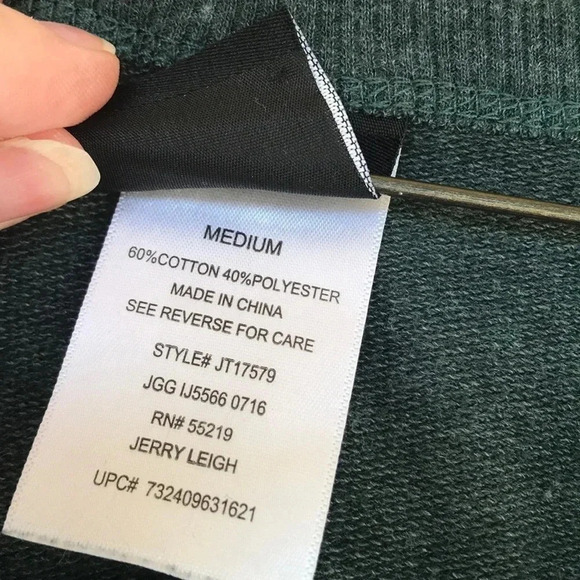 MEDIUM
60%COTTON 40%POLYESTER
MADE IN CHINA
SEE REVERSE FOR CARE
STYLE# JT17579
JGG IJ5566 0716
RN# 55219
JERRY LEIGH
UPC# 732409631621